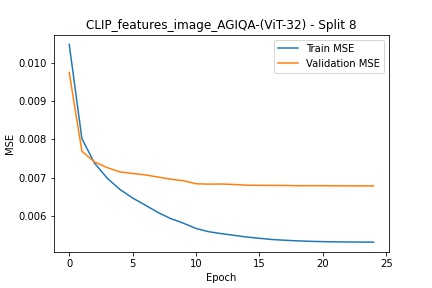 CLIP_features_image_AGIQA-(ViT-32) - Split 8
Train MSE
Validation MSE
MSE
0.010
0.009
0.008
0.007
0.006
0 5 10 15 20 25
Epoch